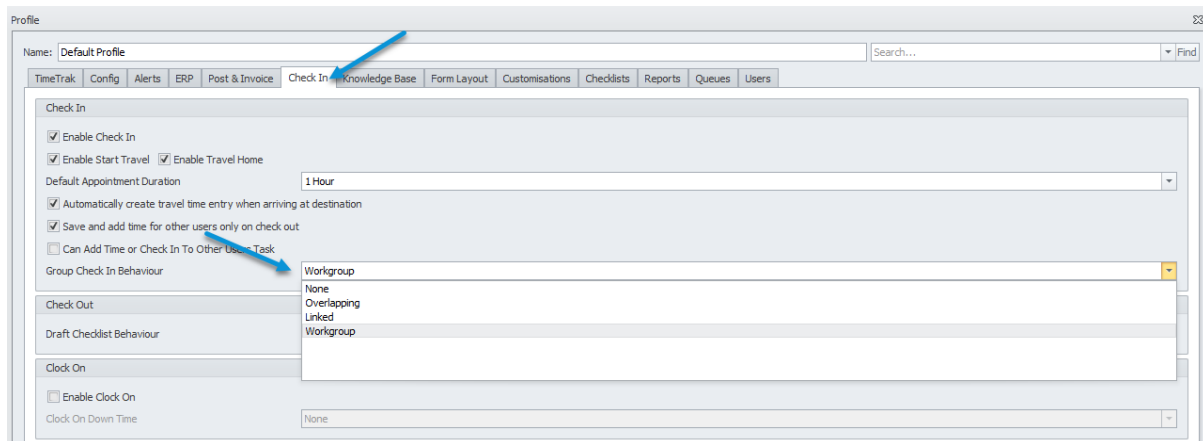 Profile
Name: Default Profile Search... Find
TimeTrak Config Alerts ERP Post & Invoice Check In Knowledge Base Form Layout Customisations Checklists Reports Queues Users
Check In
Enable Check In
Enable Start Travel Enable Travel Home
Default Appointment Duration 1 Hour
Automatically create travel time entry when arriving at destination
Save and add time for other users only on check out
Can Add Time or Check In To Other Users Task
Group Check In Behaviour Workgroup
None
Overlapping
Linked
Workgroup
Check Out
Draft Checklist Behaviour
Clock On
Enable Clock On
Clock On Down Time None